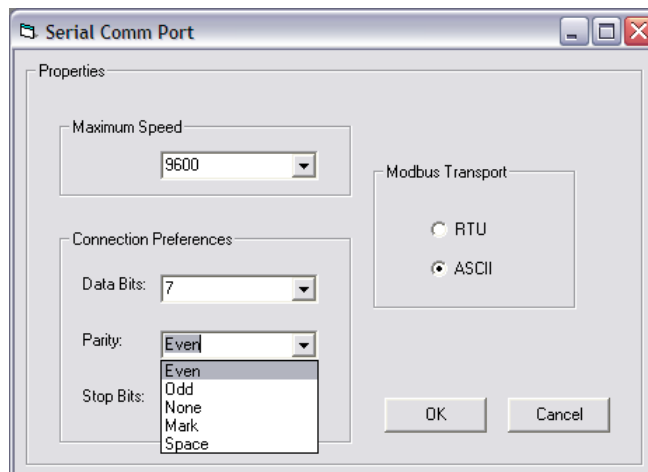 Serial Comm Port
Properties
Maximum Speed
9600
Connection Preferences
Data Bits: 7
Parity: Even
Even
Odd
None
Mark
Space
Stop Bits:
Modbus Transport
RTU
ASCII
OK
Cancel